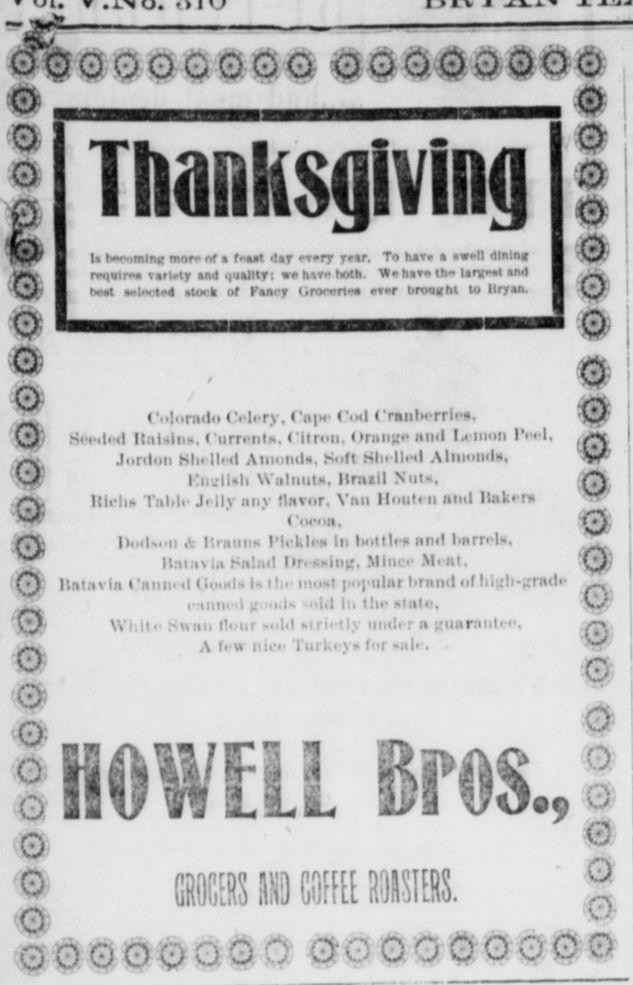 Vol. V. No. 310
Thanksgiving
Is becoming more of a feast day every year. To have a swell dining
requires variety and quality; we have both. We have the largest and
best selected stock of Fancy Groceries ever brought to Bryan.
Colorado Celery, Cape Cod Cranberries,
Seeded Raisins, Currents, Citron, Orange and Lemon Peel,
Jordon Shelled Amonds, Soft Shelled Almonds,
English Walnuts, Brazil Nuts,
Richs Table Jelly any flavor, Van Houten and Bakers
Cocoa,
Dodson & Brauns Pickles in bottles and barrels,
Batavia Salad Dressing, Mince Meat,
Batavia Canned Goods is the most popular brand of high-grade
canned goods sold in the state,
White Swan flour sold strictly under a guarantee,
A few nice Turkeys for sale.
HOWELL Bros.,
GROCERS AND COFFEE ROASTERS.